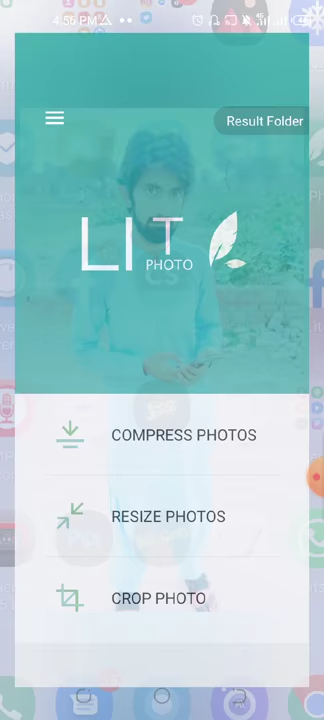 4:56 PM
Result Folder
LIT
PHOTO
COMPRESS PHOTOS
RESIZE PHOTOS
CROP PHOTO